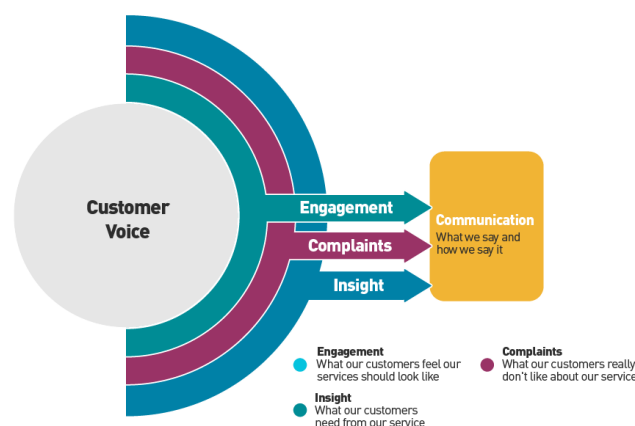 Customer
Voice
Engagement
Complaints
Insight
Communication
What we say and
how we say it
Engagement
What our customers feel our
services should look like
Complaints
What our customers really
don't like about our service
Insight
What our customers
need from our service